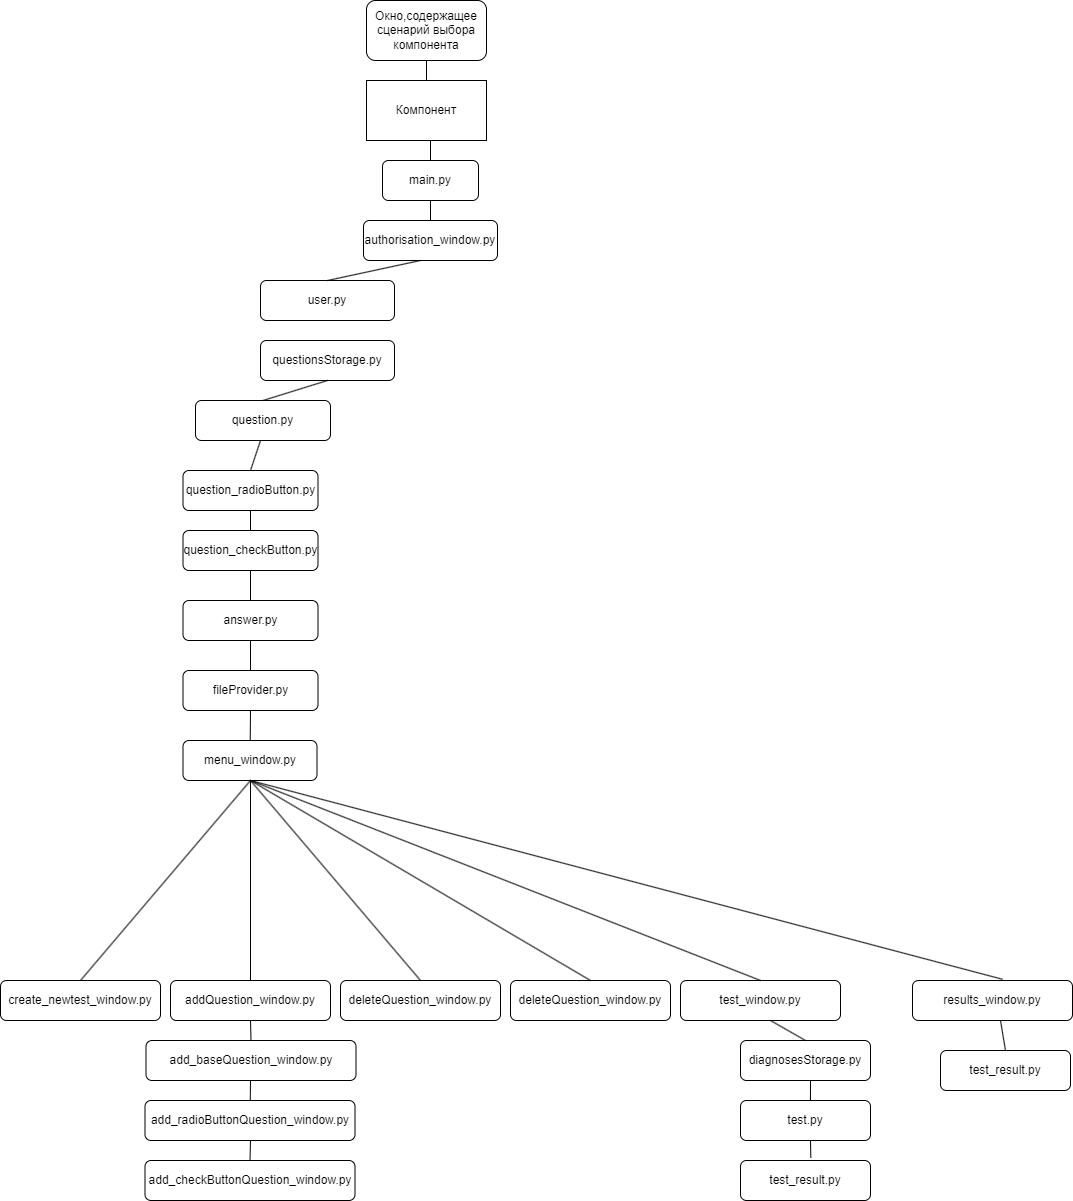 Окно,содержащее
сценарий выбора
компонента
Компонент
main.py
authorisation_window.py
user.py
questionsStorage.py
question.py
question_radioButton.py
question_checkButton.py
answer.py
fileProvider.py
menu_window.py
create_newtest_window.py
addQuestion_window.py
deleteQuestion_window.py
deleteQuestion_window.py
test_window.py
results_window.py
add_baseQuestion_window.py
diagnosesStorage.py
test_result.py
add_radioButtonQuestion_window.py
test.py
add_checkButtonQuestion_window.py
test_result.py